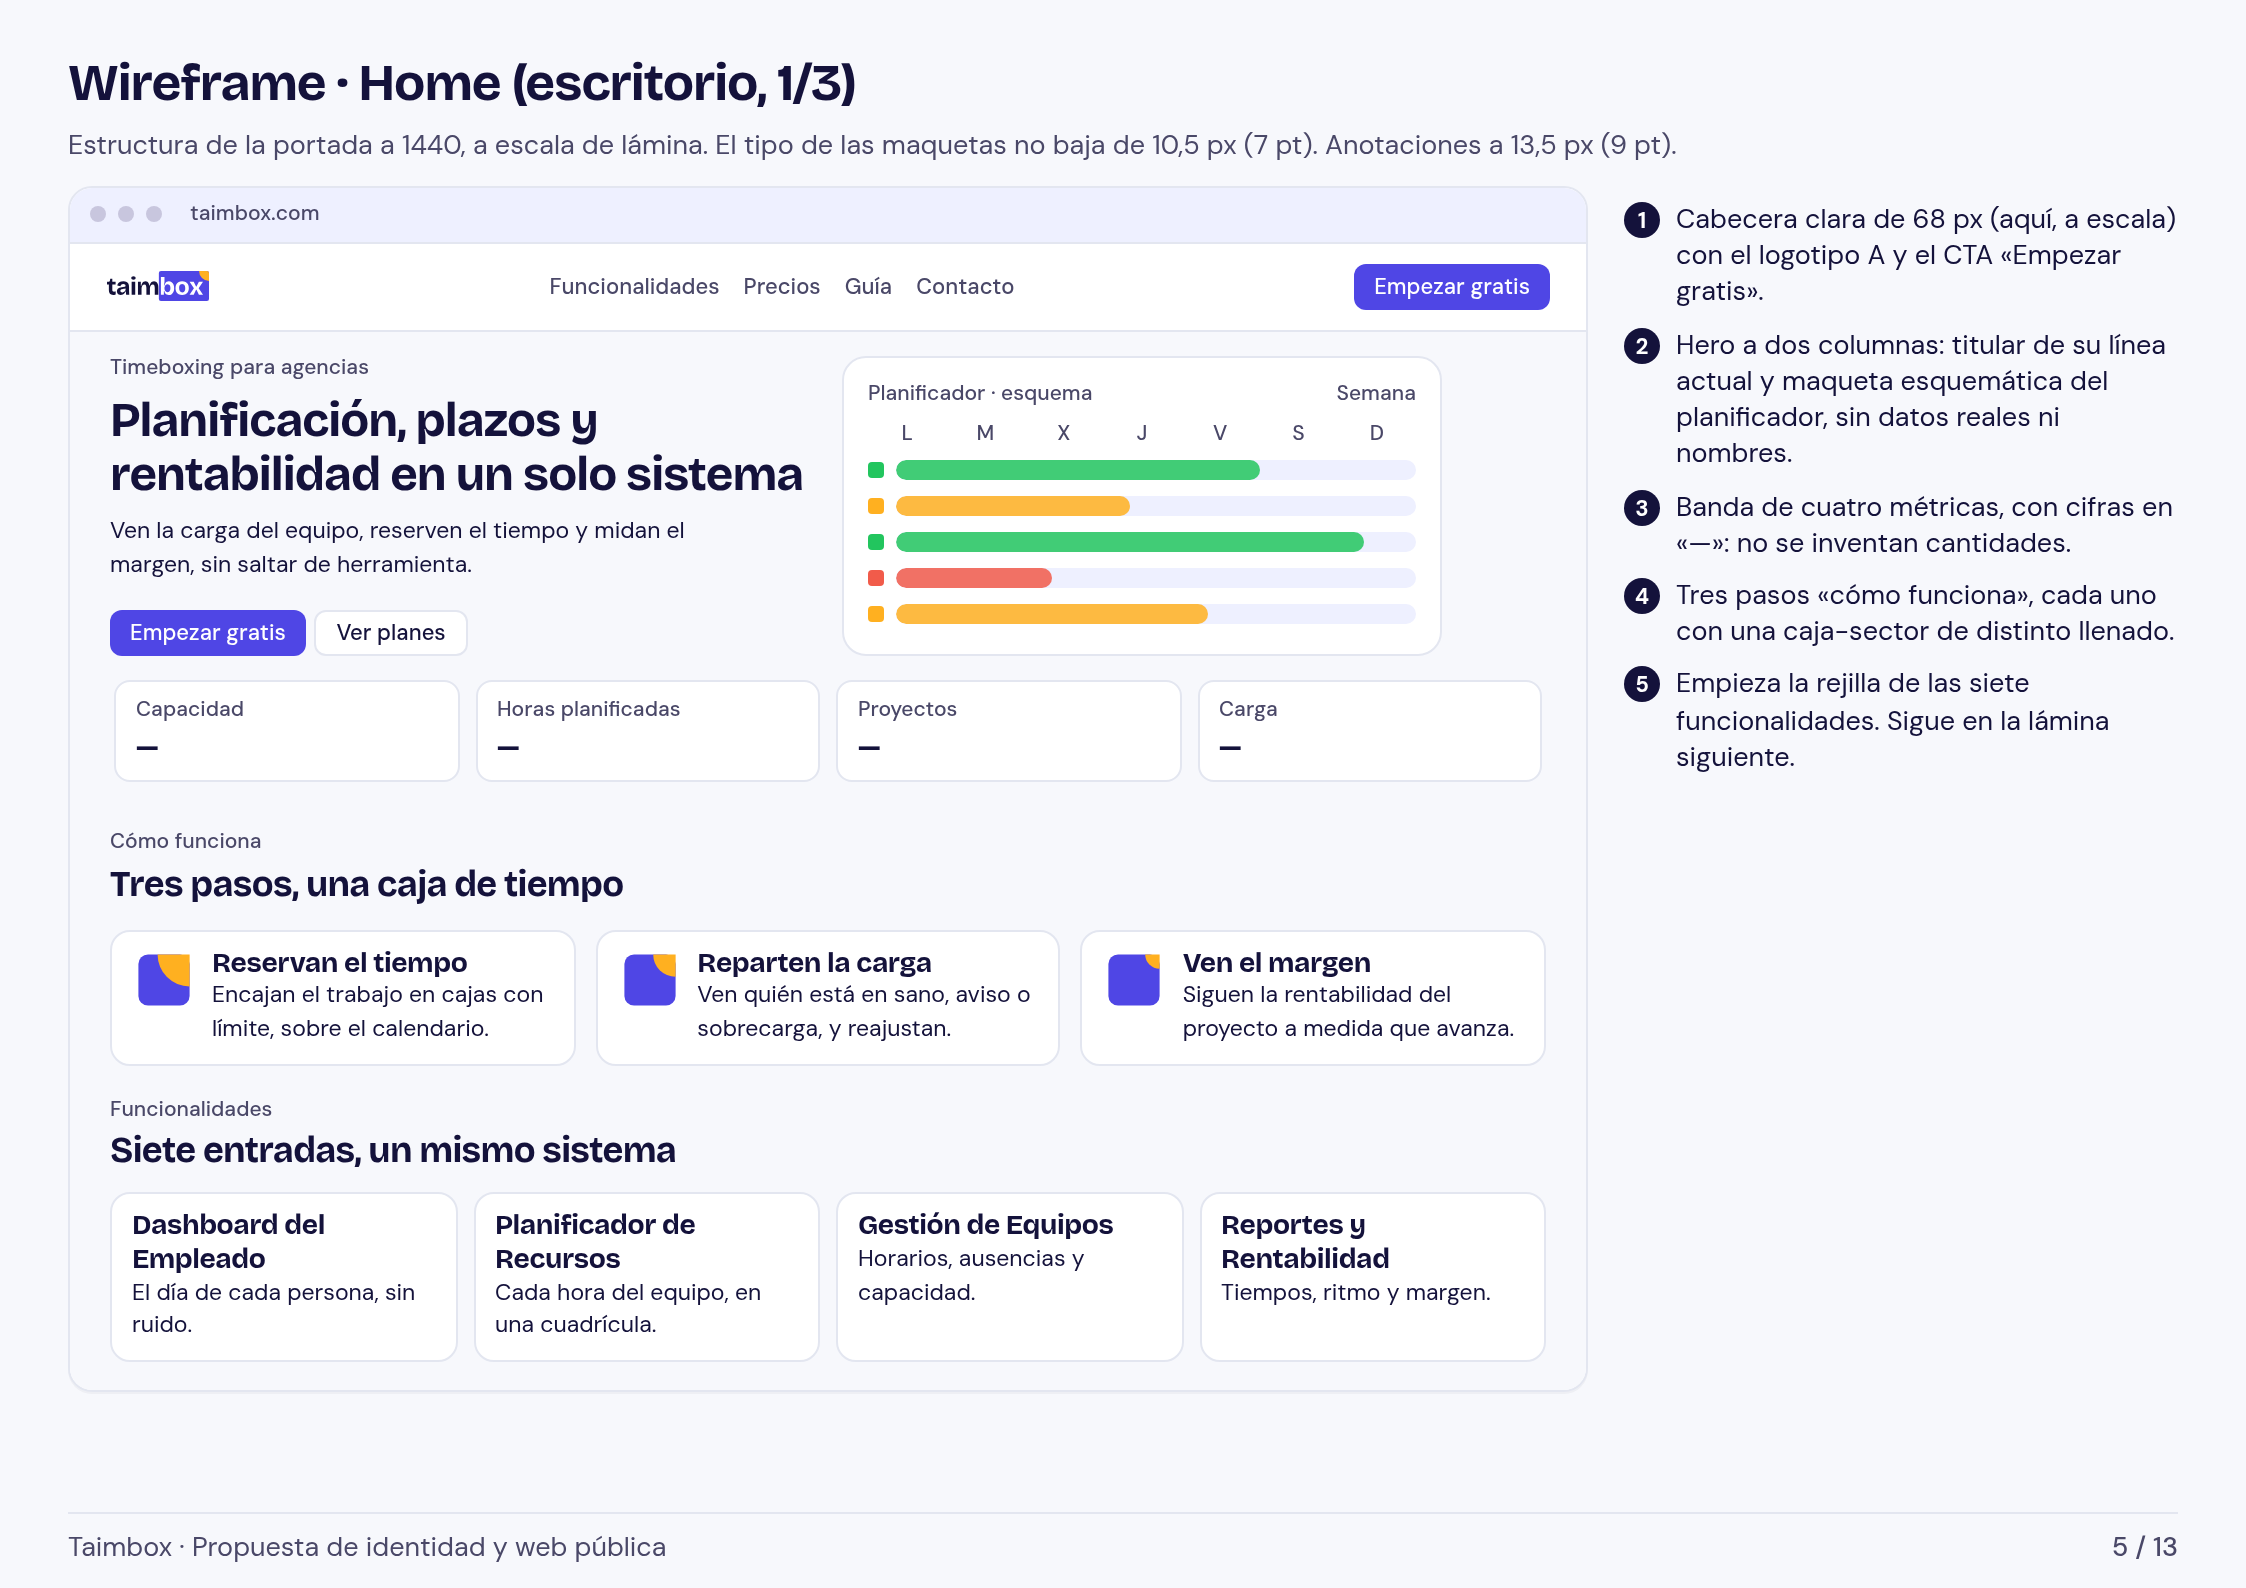 Wireframe · Home (escritorio, 1/3)
Estructura de la portada a 1440, a escala de lámina. El tipo de las maquetas no baja de 10,5 px (7 pt). Anotaciones a 13,5 px (9 pt).
taimbox.com
taimbox
Funcionalidades Precios Guía Contacto
Empezar gratis
Timeboxing para agencias
Planificación, plazos y
rentabilidad en un solo sistema
Ven la carga del equipo, reserven el tiempo y midan el
margen, sin saltar de herramienta.
Empezar gratis
Ver planes
Planificador · esquema
Semana
L M X J V S D
Capacidad
—
Horas planificadas
—
Proyectos
—
Carga
—
Cómo funciona
Tres pasos, una caja de tiempo
Reservan el tiempo
Encajan el trabajo en cajas con
límite, sobre el calendario.
Reparten la carga
Ven quién está en sano, aviso o
sobrecarga, y reajustan.
Ven el margen
Siguen la rentabilidad del
proyecto a medida que avanza.
Funcionalidades
Siete entradas, un mismo sistema
Dashboard del
Empleado
El día de cada persona, sin
ruido.
Planificador de
Recursos
Cada hora del equipo, en
una cuadrícula.
Gestión de Equipos
Horarios, ausencias y
capacidad.
Reportes y
Rentabilidad
Tiempos, ritmo y margen.
1 Cabecera clara de 68 px (aquí, a escala)
con el logotipo A y el CTA «Empezar
gratis».
2 Hero a dos columnas: titular de su línea
actual y maqueta esquemática del
planificador, sin datos reales ni
nombres.
3 Banda de cuatro métricas, con cifras en
«—»: no se inventan cantidades.
4 Tres pasos «cómo funciona», cada uno
con una caja-sector de distinto llenado.
5 Empieza la rejilla de las siete
funcionalidades. Sigue en la lámina
siguiente.
Taimbox · Propuesta de identidad y web pública
5 / 13